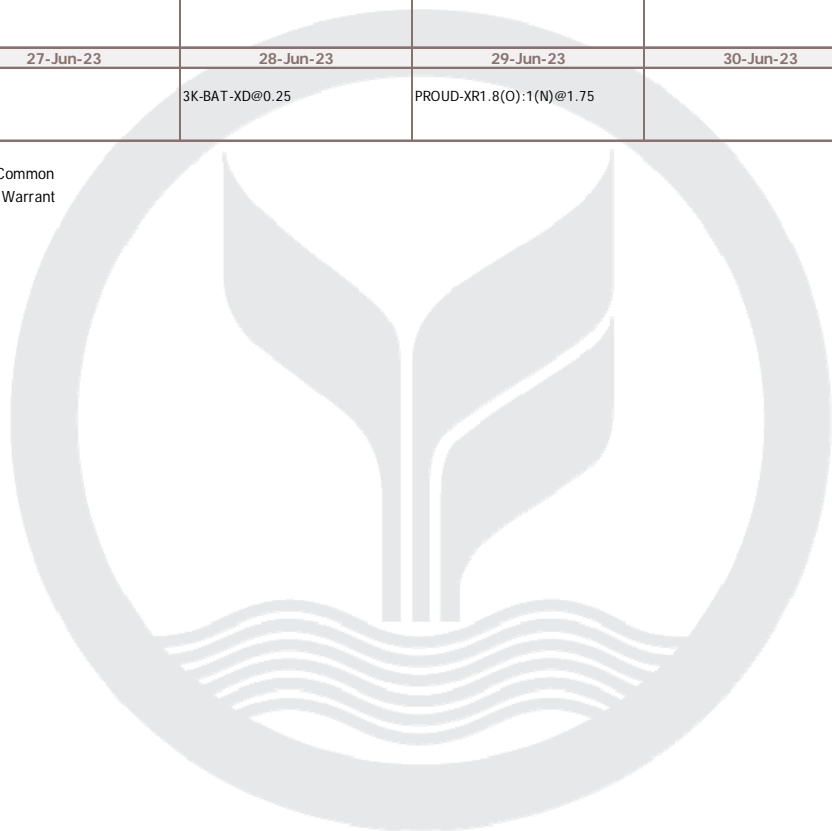 27-Jun-23 28-Jun-23 29-Jun-23 30-Jun-23
3K-BAT-XD@0.25 PROUD-XR1.8(O):1(N)@1.75
Common
Warrant